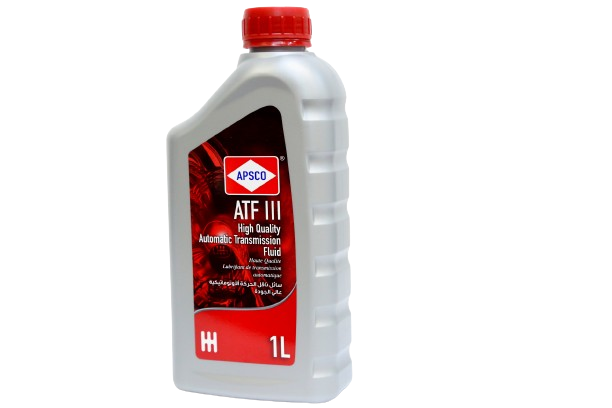 APSCO
®
ATF III
High Quality
Automatic Transmission
Fluid
Haute Qualité
Lubrifiant de transmission
automatique
سائل ناقل الحركة الاوتوماتيكية
عالي الجودة
1L